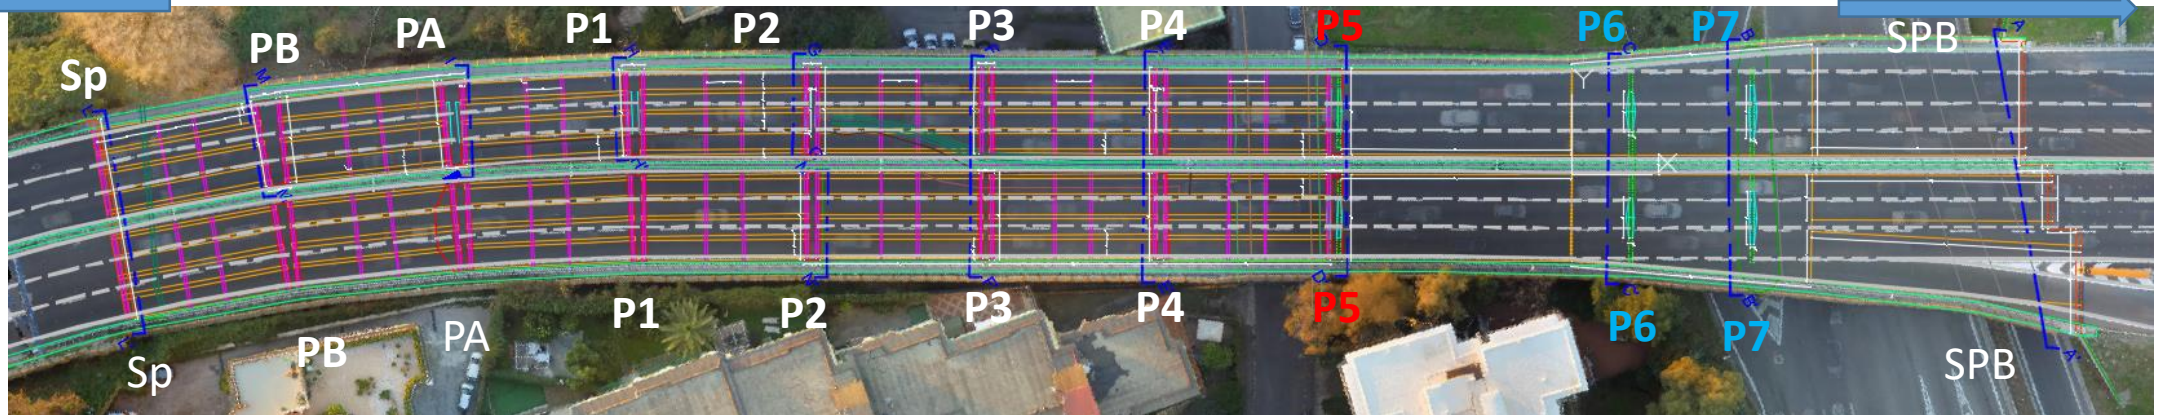 Sp PB PA P1 P2 P3 P4 P5 P6 P7 SPB
M I H G F E D C B A
L
Y
H' G' X
N
L' N F E D C' B' A'
Sp PB PA P1 P2 P3 P4 P5 P6 P7 SPB